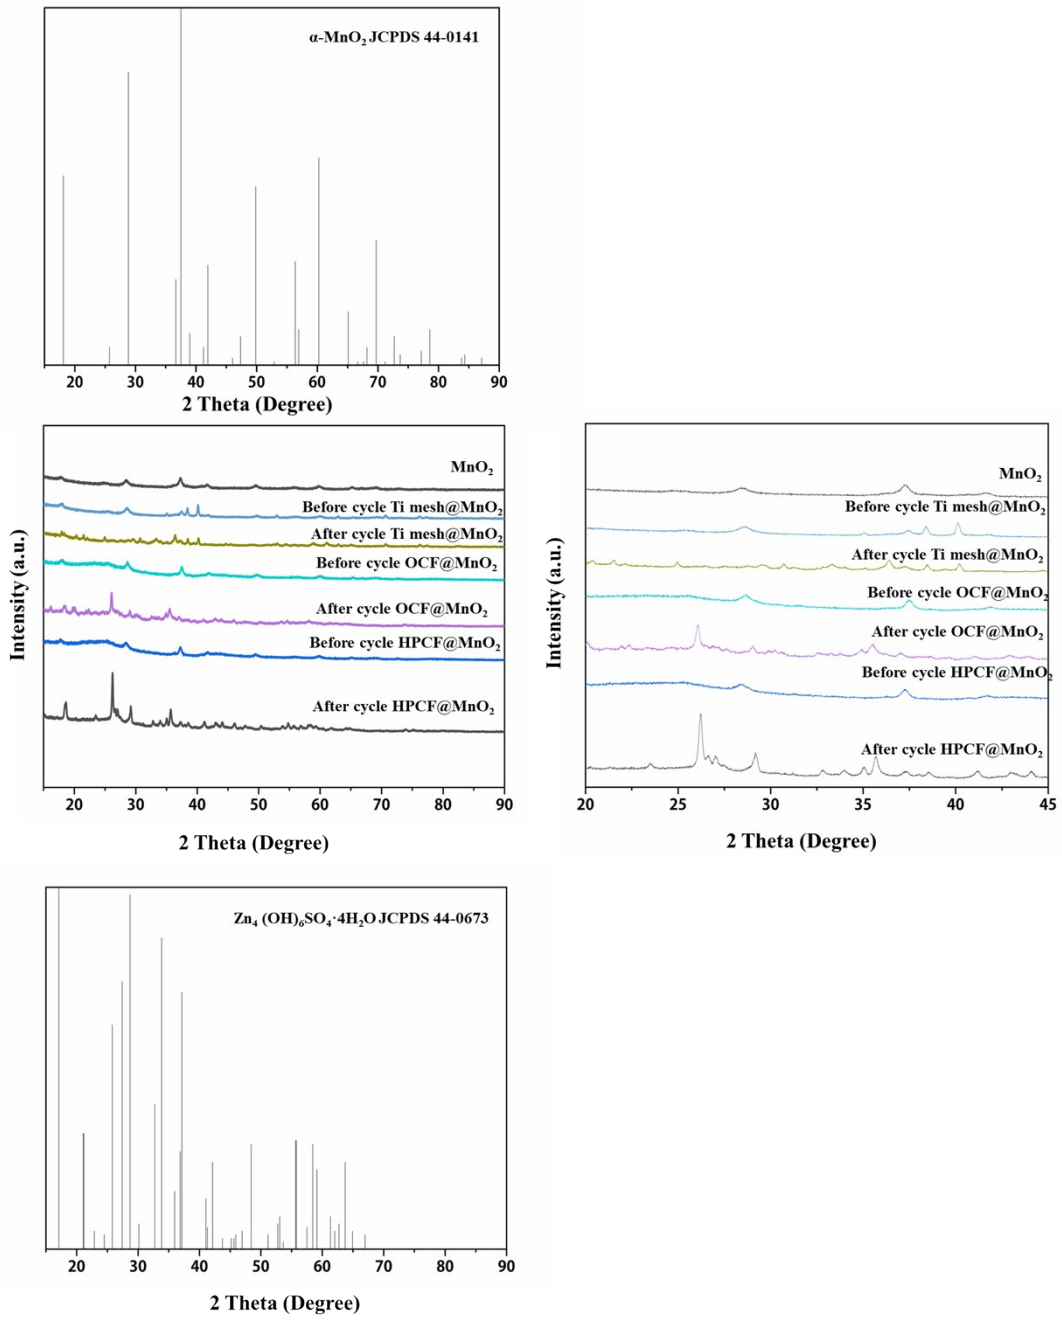 α-MnO₂ JCPDS 44-0141
20 30 40 50 60 70 80 90
2 Theta (Degree)
Intensity (a.u.)
MnO₂
Before cycle Ti mesh@MnO₂
After cycle Ti mesh@MnO₂
Before cycle OCF@MnO₂
After cycle OCF@MnO₂
Before cycle HPCF@MnO₂
After cycle HPCF@MnO₂
20 30 40 50 60 70 80 90
2 Theta (Degree)
Intensity (a.u.)
MnO₂
Before cycle Ti mesh@MnO₂
After cycle Ti mesh@MnO₂
Before cycle OCF@MnO₂
After cycle OCF@MnO₂
Before cycle HPCF@MnO₂
After cycle HPCF@MnO₂
20 25 30 35 40 45
2 Theta (Degree)
Zn₄ (OH)₆SO₄·4H₂O JCPDS 44-0673
20 30 40 50 60 70 80 90
2 Theta (Degree)